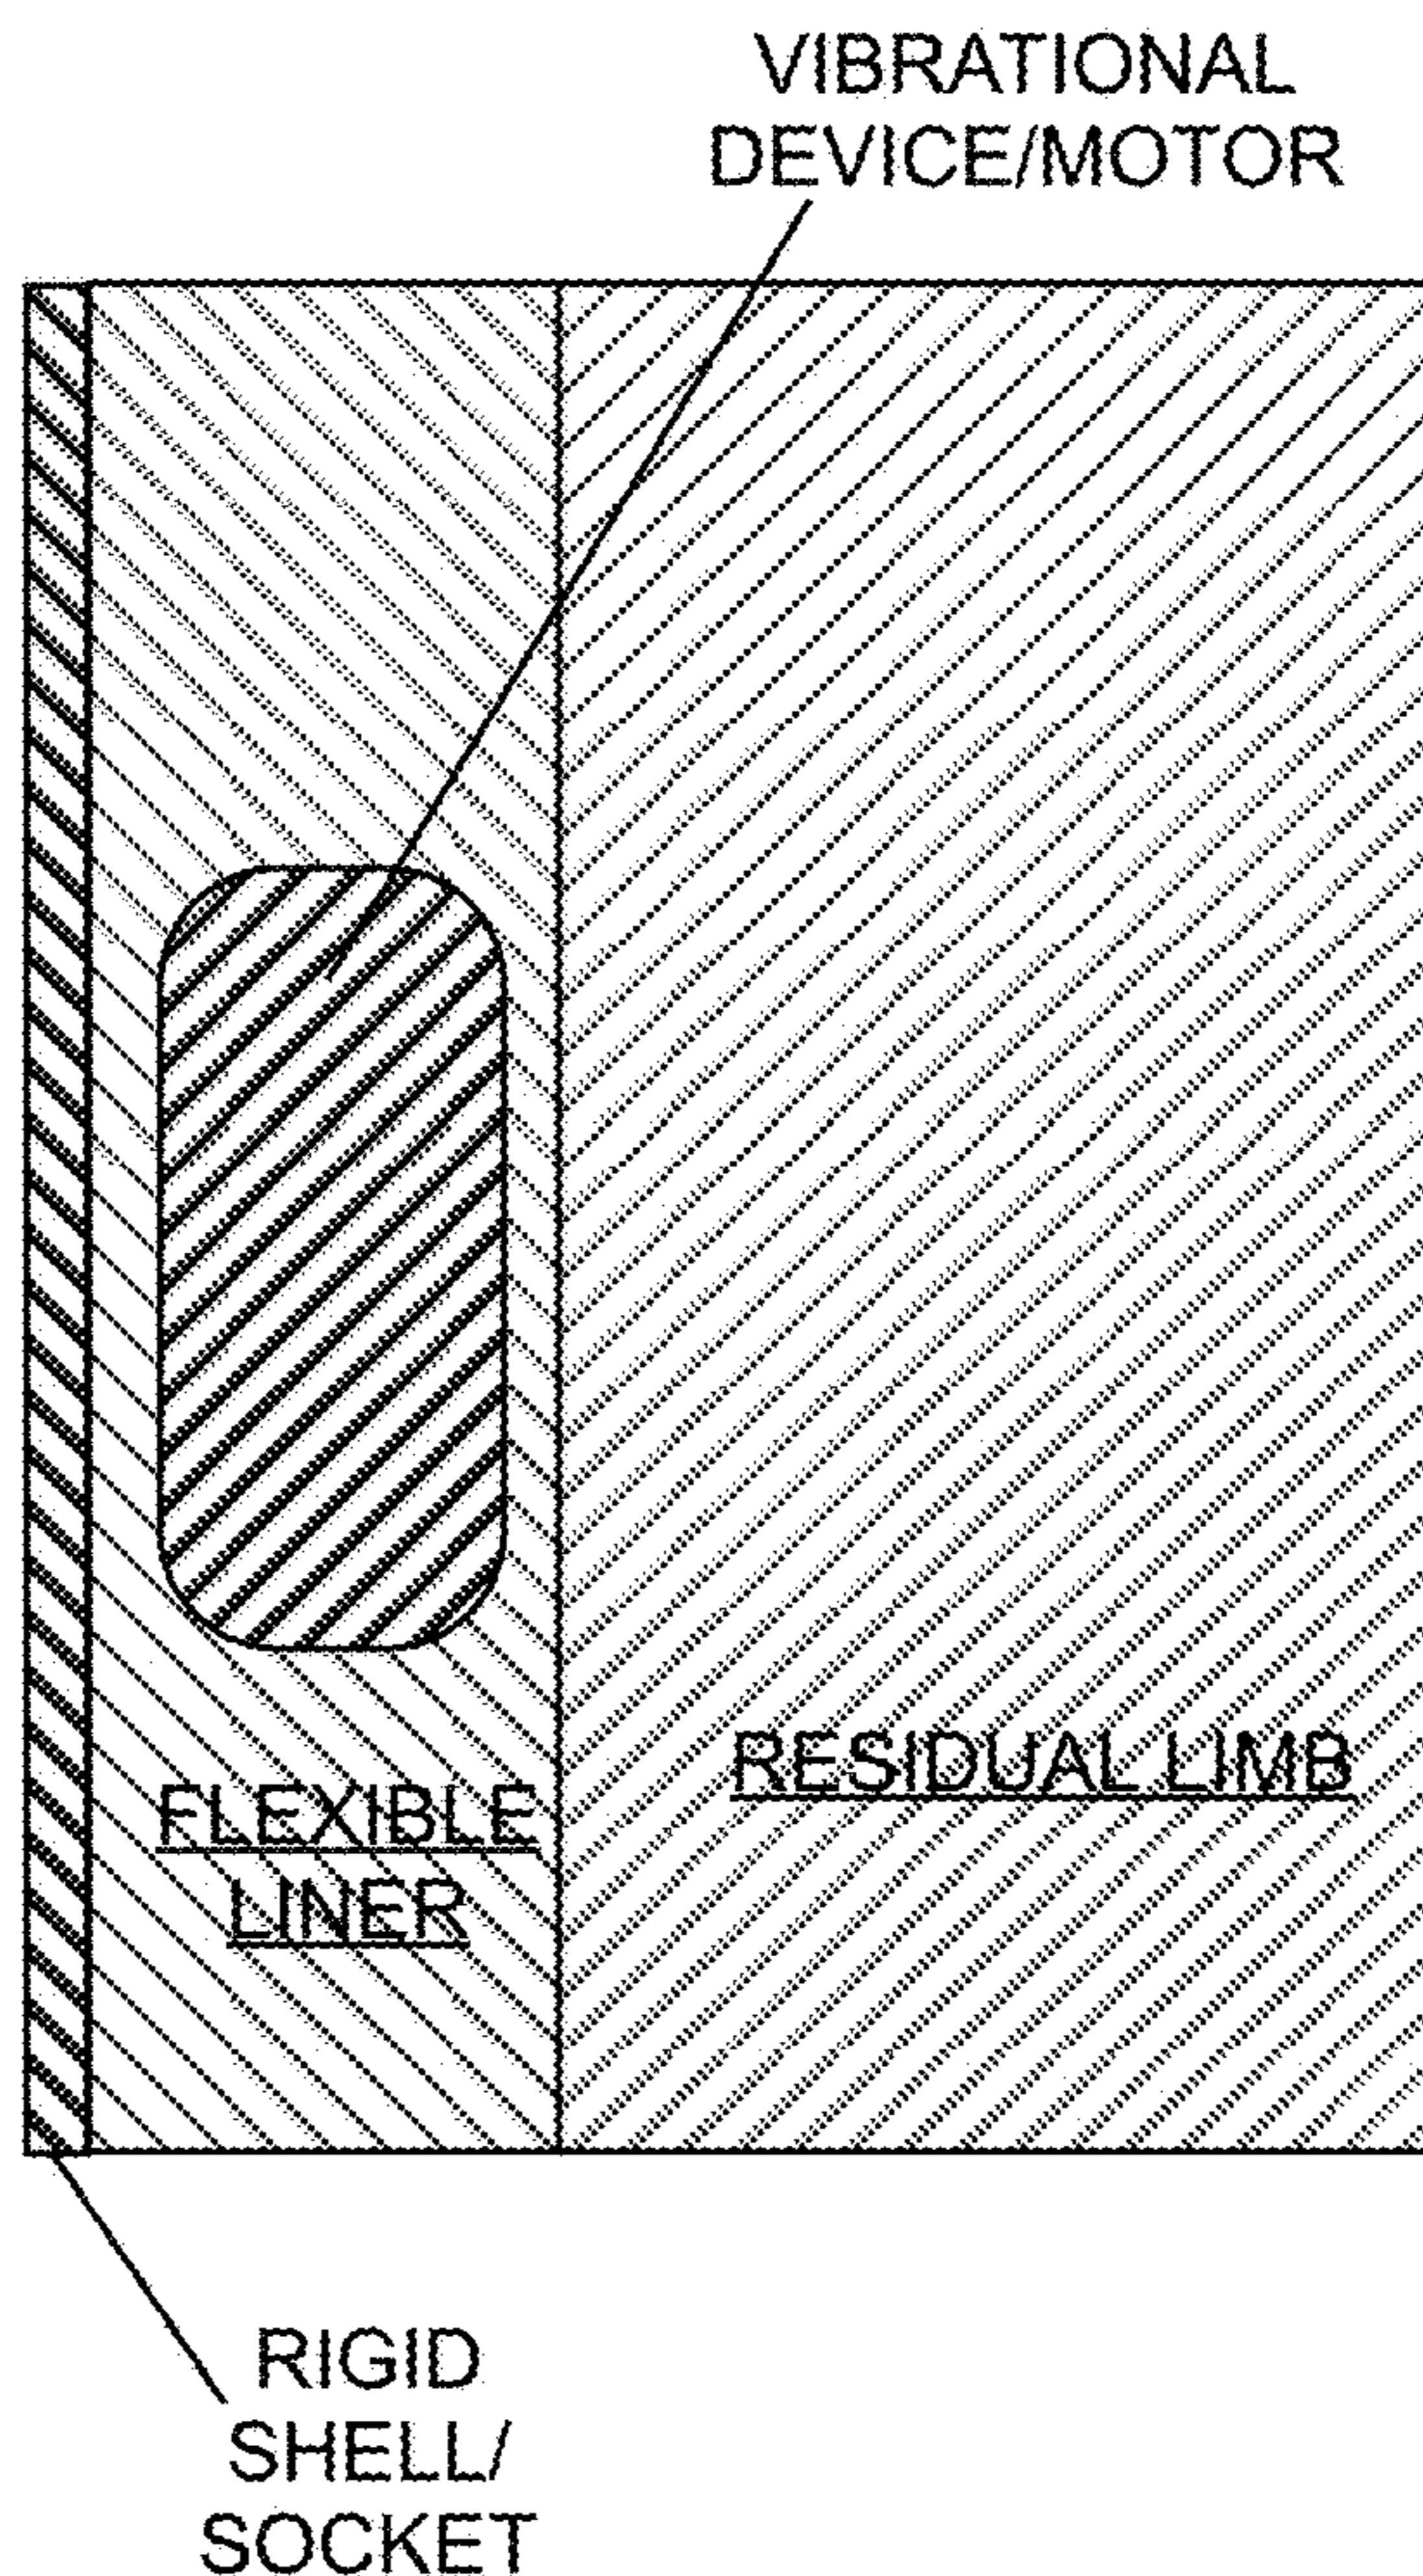 VIBRATIONAL
DEVICE/MOTOR
RESIDUAL LIMB
FLEXIBLE
LINER
RIGID
SHELL/
SOCKET